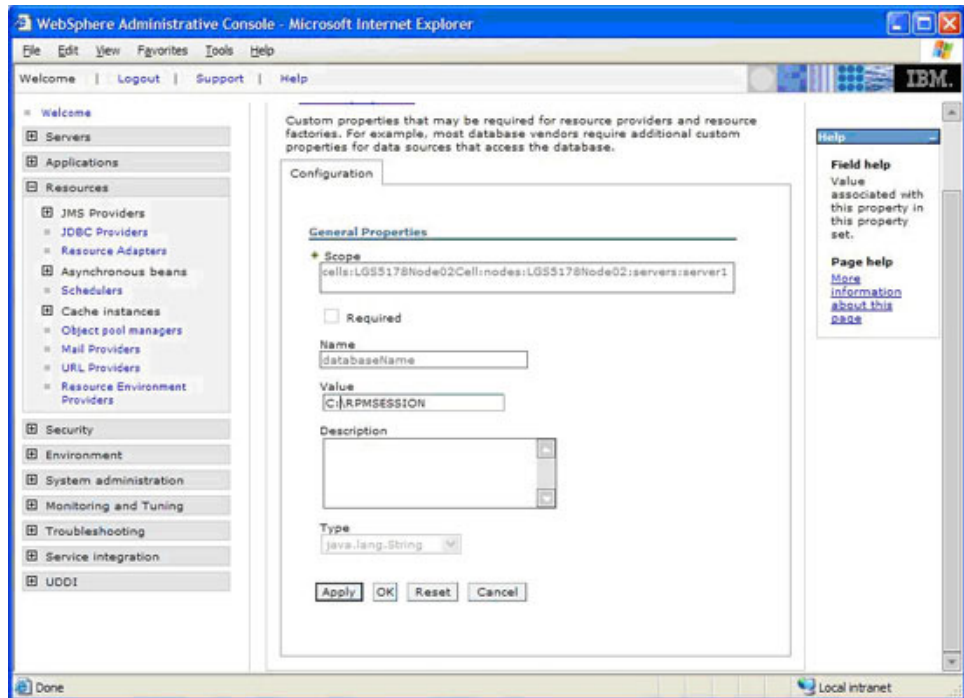 WebSphere Administrative Console - Microsoft Internet Explorer
File Edit View Favorites Tools Help
Welcome | Logout | Support | Help
IBM.
Welcome
Servers
Applications
Resources
JMS Providers
JDBC Providers
Resource Adapters
Asynchronous beans
Schedulers
Cache instances
Object pool managers
Mail Providers
URL Providers
Resource Environment
Providers
Security
Environment
System administration
Monitoring and Tuning
Troubleshooting
Service integration
UDDI
Custom properties that may be required for resource providers and resource
factories. For example, most database vendors require additional custom
properties for data sources that access the database.
Configuration
General Properties
Scope
cells:LGS5178Node02Cell:nodes:LGS5178Node02:servers:server1
Required
Name
databaseName
Value
C:\RPMSESSION
Description
Type
java.lang.String
Apply OK Reset Cancel
Help
Field help
Value
associated with
this property in
this property
set.
Page help
More
information
about this
page
Done
Local intranet